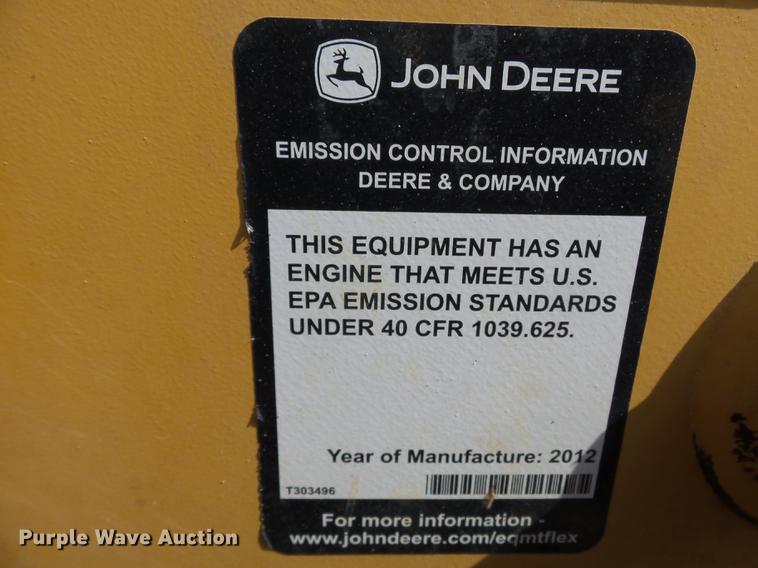 JOHN DEERE
EMISSION CONTROL INFORMATION
DEERE & COMPANY
THIS EQUIPMENT HAS AN
ENGINE THAT MEETS U.S.
EPA EMISSION STANDARDS
UNDER 40 CFR 1039.625.
Year of Manufacture: 2012
T303496
For more information -
www.johndeere.com/eqmtflex
Purple Wave Auction